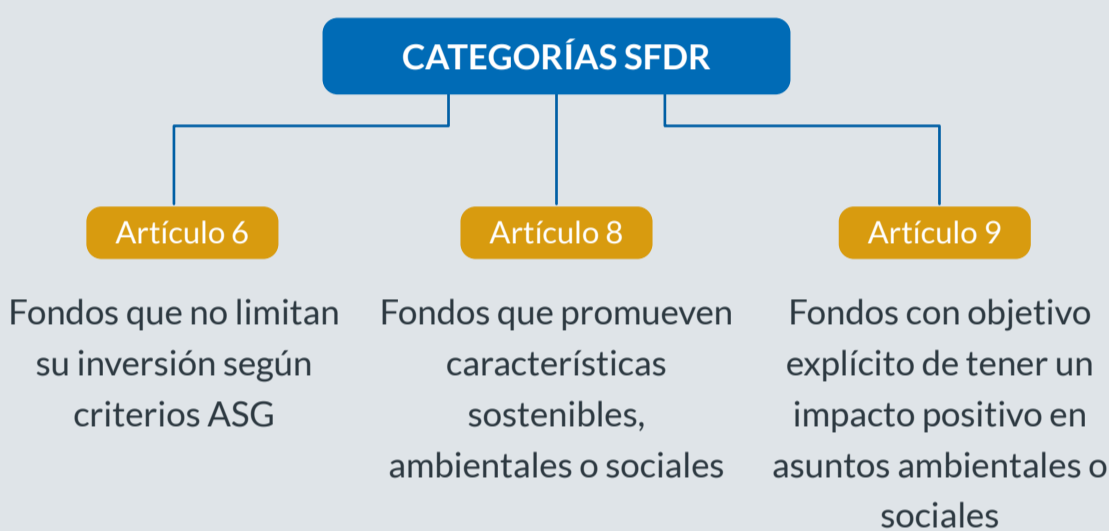 CATEGORÍAS SFDR
Artículo 6
Fondos que no limitan
su inversión según
criterios ASG
Artículo 8
Fondos que promueven
características
sostenibles,
ambientales o sociales
Artículo 9
Fondos con objetivo
explícito de tener un
impacto positivo en
asuntos ambientales o
sociales